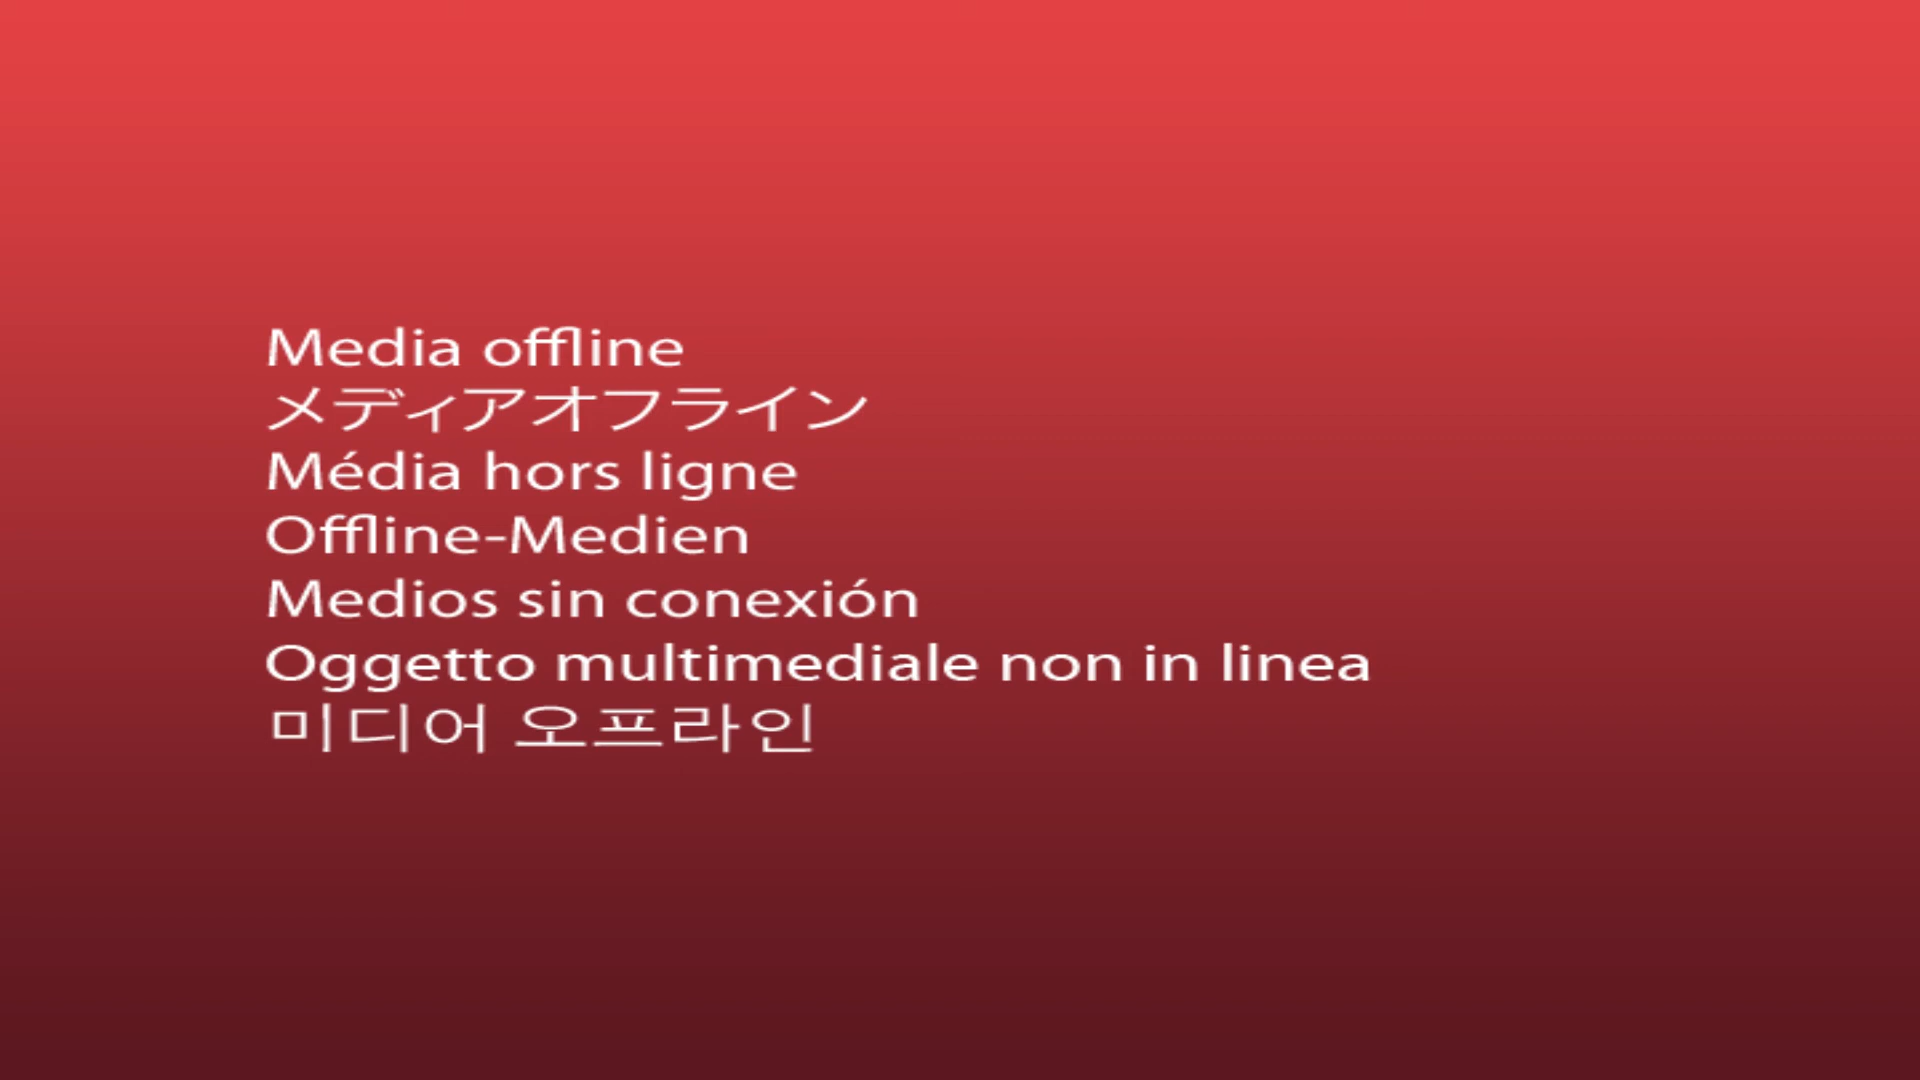 Media offline
メディアオフライン
Média hors ligne
Offline-Medien
Medios sin conexión
Oggetto multimediale non in linea
미디어 오프라인